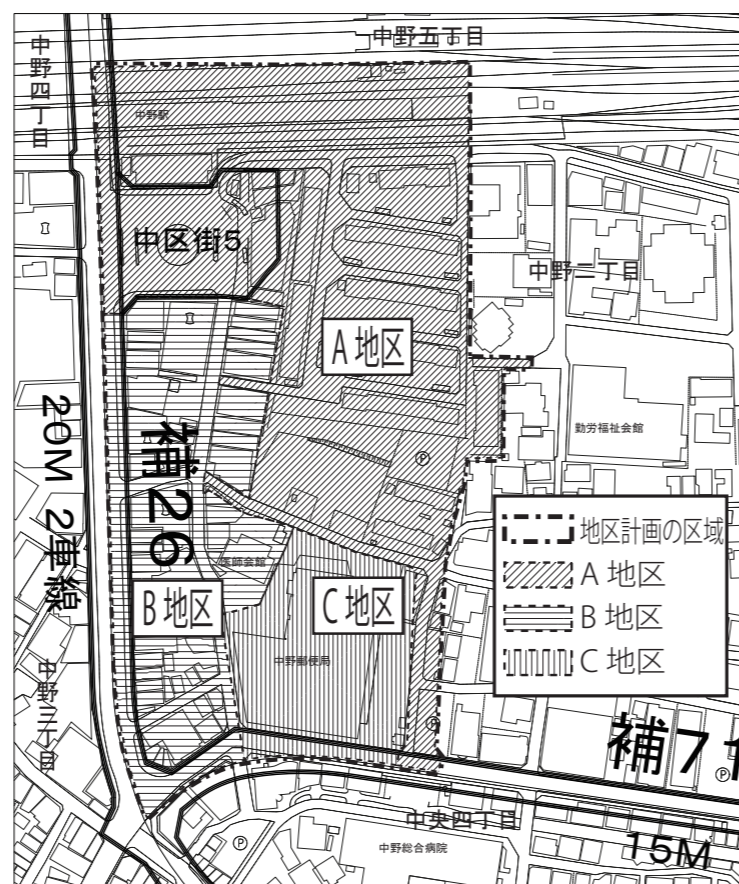 中野五丁目
中野四丁目
中野駅
中区街5
中野二丁目
A地区
勤労福祉会館
20M 2車線
補26
P
地区計画の区域
A地区
B地区
C地区
医師会館
B地区
C地区
中野郵便局
中野三丁目
P
補71
P
中央四丁目
P
中野総合病院
15M